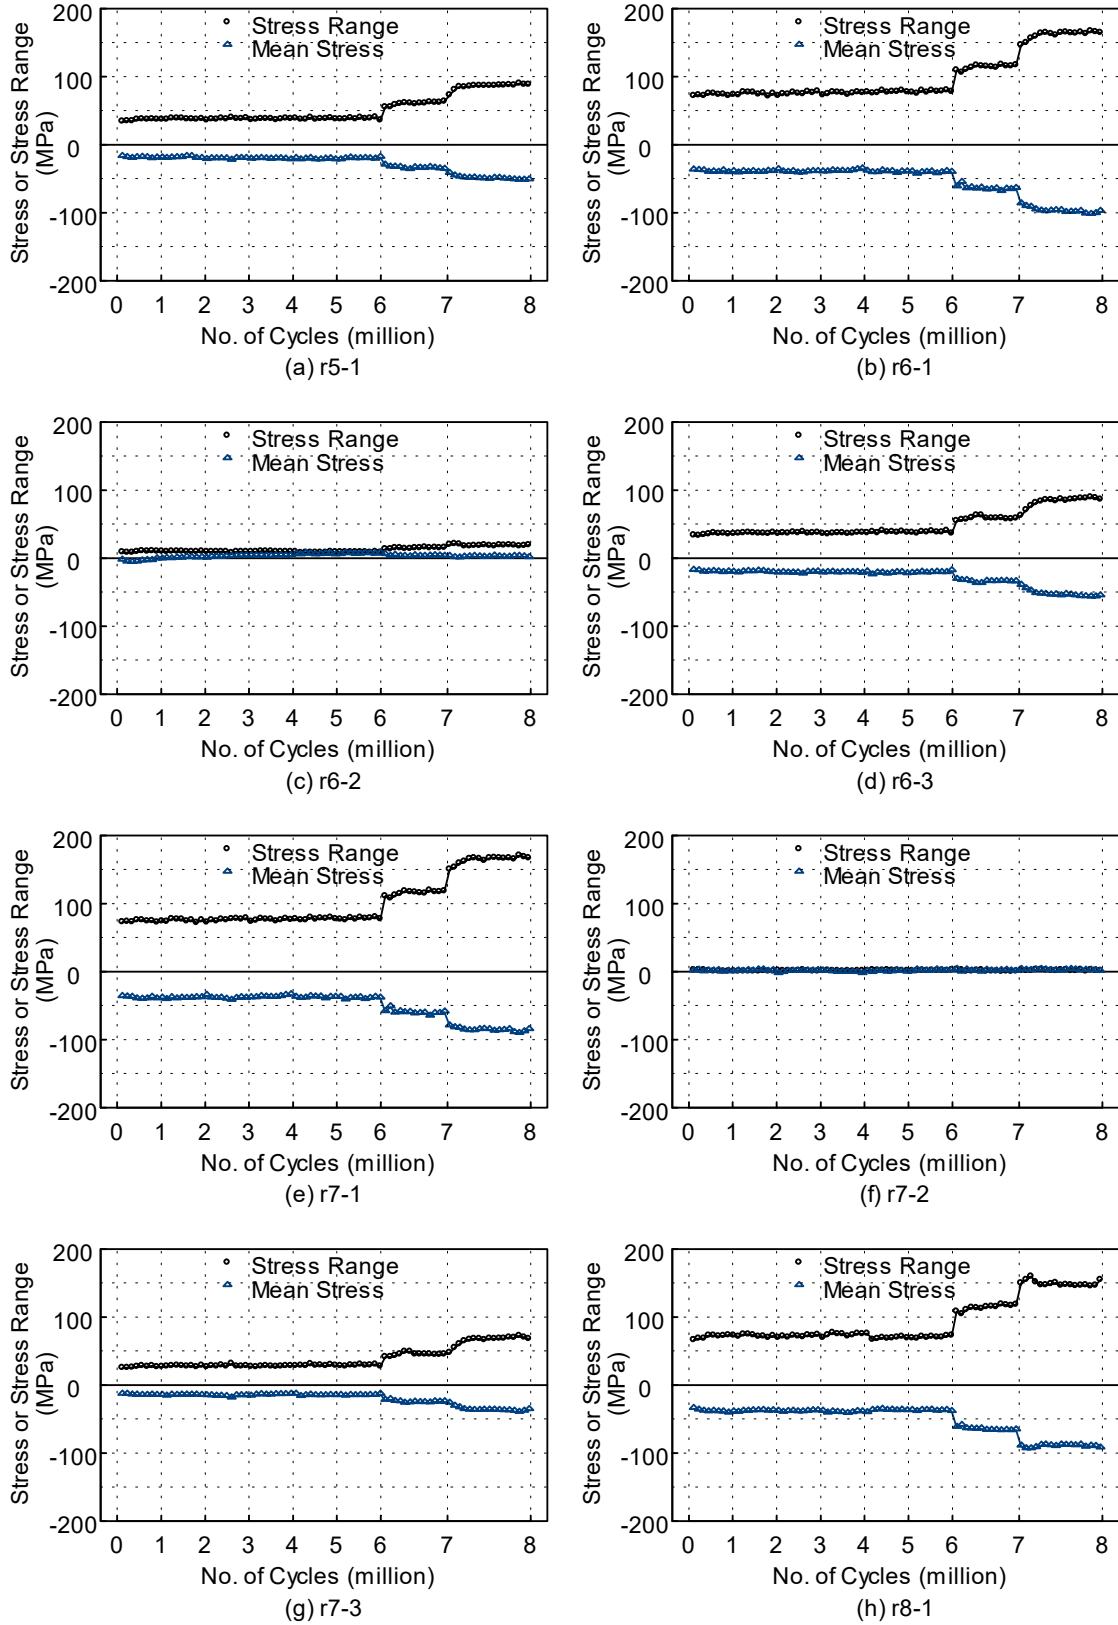 200
100
0
-100
-200
Stress or Stress Range
(MPa)
Stress Range
Mean Stress
0 1 2 3 4 5 6 7 8
No. of Cycles (million)
(a) r5-1
200
100
0
-100
-200
Stress or Stress Range
(MPa)
Stress Range
Mean Stress
0 1 2 3 4 5 6 7 8
No. of Cycles (million)
(b) r6-1
200
100
0
-100
-200
Stress or Stress Range
(MPa)
Stress Range
Mean Stress
0 1 2 3 4 5 6 7 8
No. of Cycles (million)
(c) r6-2
200
100
0
-100
-200
Stress or Stress Range
(MPa)
Stress Range
Mean Stress
0 1 2 3 4 5 6 7 8
No. of Cycles (million)
(d) r6-3
200
100
0
-100
-200
Stress or Stress Range
(MPa)
Stress Range
Mean Stress
0 1 2 3 4 5 6 7 8
No. of Cycles (million)
(e) r7-1
200
100
0
-100
-200
Stress or Stress Range
(MPa)
Stress Range
Mean Stress
0 1 2 3 4 5 6 7 8
No. of Cycles (million)
(f) r7-2
200
100
0
-100
-200
Stress or Stress Range
(MPa)
Stress Range
Mean Stress
0 1 2 3 4 5 6 7 8
No. of Cycles (million)
(g) r7-3
200
100
0
-100
-200
Stress or Stress Range
(MPa)
Stress Range
Mean Stress
0 1 2 3 4 5 6 7 8
No. of Cycles (million)
(h) r8-1